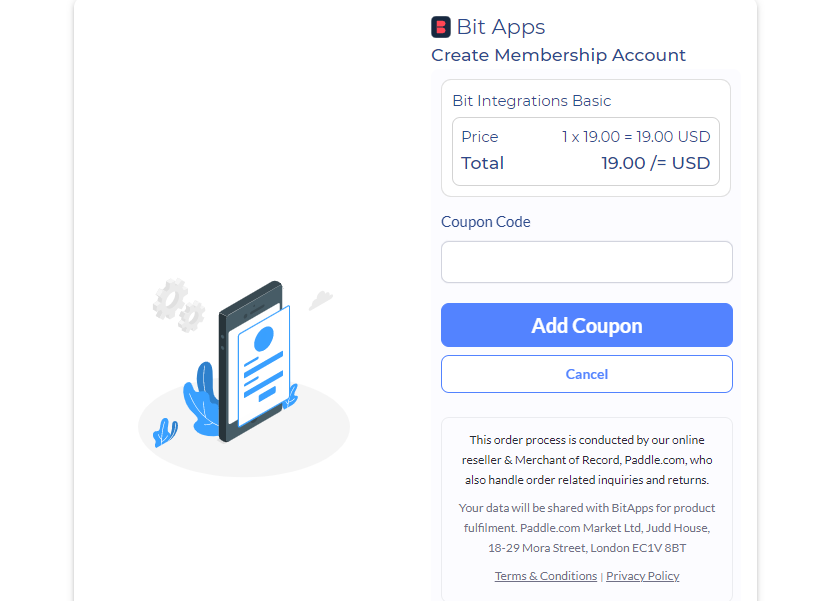 Bit Apps
Create Membership Account
Bit Integrations Basic
Price 1 x 19.00 = 19.00 USD
Total 19.00 /= USD
Coupon Code
Add Coupon
Cancel
This order process is conducted by our online
reseller & Merchant of Record, Paddle.com, who
also handle order related inquiries and returns.
Your data will be shared with BitApps for product
fulfilment. Paddle.com Market Ltd, Judd House,
18-29 Mora Street, London EC1V 8BT
Terms & Conditions | Privacy Policy